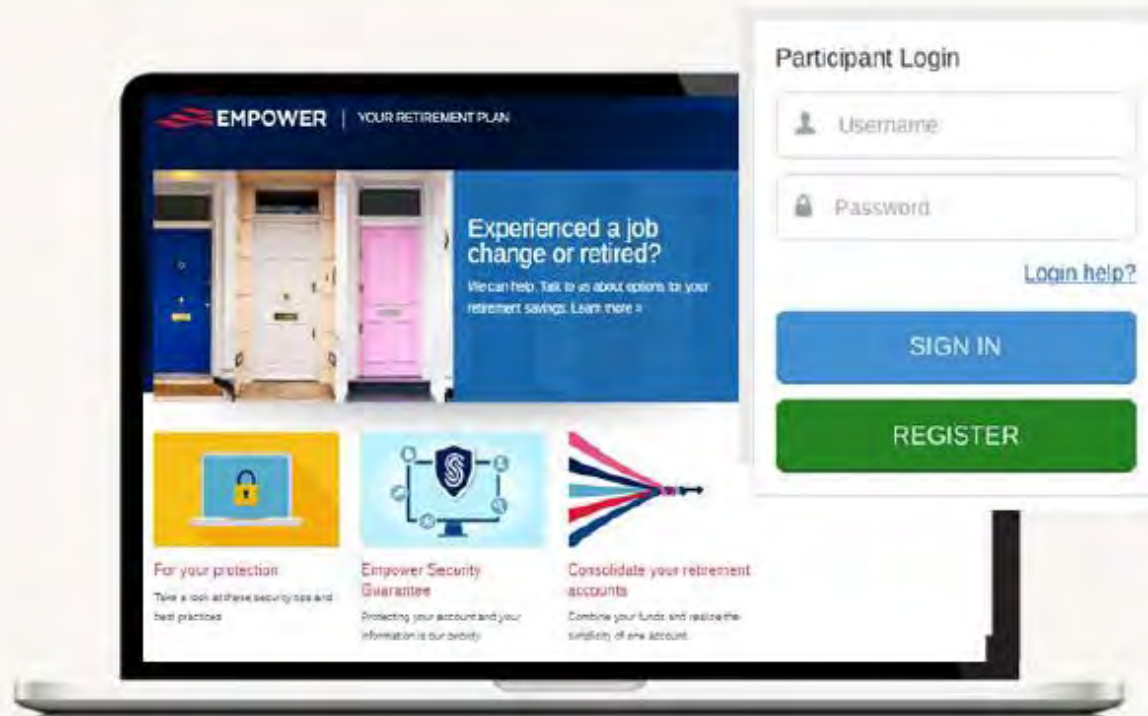 EMPOWER | YOUR RETIREMENT PLAN
Experienced a job
change or retired?
We can help. Talk to us about options for your
retirement savings. Learn more »
For your protection
Take a look at these security tips and
best practices
Empower Security
Guarantee
Protecting your account and your
information is our priority
Consolidate your retirement
accounts
Combine your funds and realize the
simplicity of one account.
Participant Login
Username
Password
Login help?
SIGN IN
REGISTER